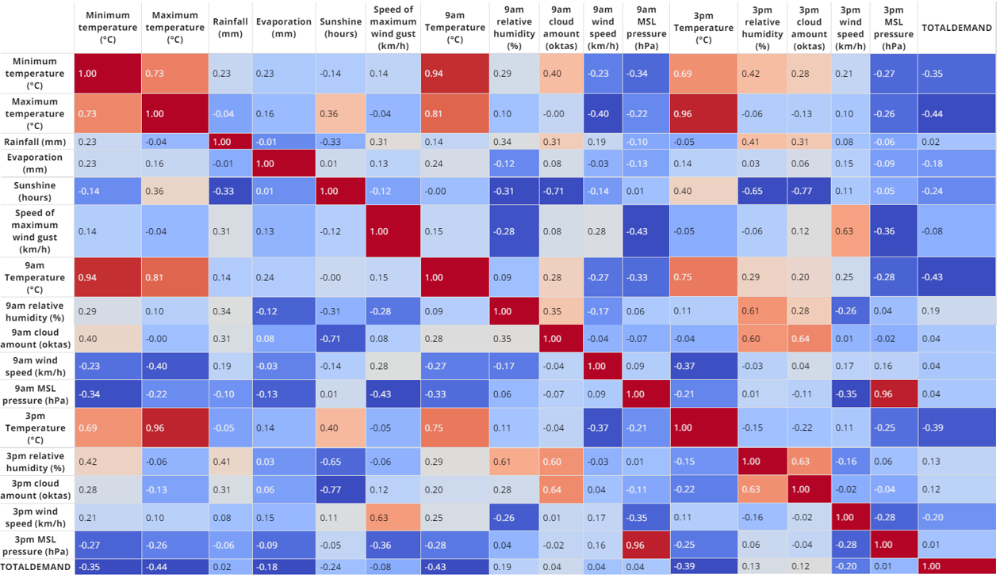 Minimum temperature (°C) Maximum temperature (°C) Rainfall (mm) Evaporation (mm) Sunshine (hours) Speed of maximum wind gust (km/h) 9am Temperature (°C) 9am relative humidity (%) 9am cloud amount (oktas) 9am wind speed (km/h) 9am MSL pressure (hPa) 3pm Temperature (°C) 3pm relative humidity (%) 3pm cloud amount (oktas) 3pm wind speed (km/h) 3pm MSL pressure (hPa) TOTALDEMAND
Minimum temperature (°C) 1.00 0.73 0.23 0.23 -0.14 0.14 0.94 0.29 0.40 -0.23 -0.34 0.69 0.42 0.28 0.21 -0.27 -0.35
Maximum temperature (°C) 0.73 1.00 -0.04 0.16 0.36 -0.04 0.81 0.10 -0.00 -0.40 -0.22 0.96 -0.06 -0.13 0.10 -0.26 -0.44
Rainfall (mm) 0.23 -0.04 1.00 -0.01 -0.33 0.31 0.14 0.34 0.31 0.19 -0.10 -0.05 0.41 0.31 0.08 -0.06 0.02
Evaporation (mm) 0.23 0.16 -0.01 1.00 0.01 0.13 0.24 -0.12 0.08 -0.03 -0.13 0.14 0.03 0.06 0.15 -0.09 -0.18
Sunshine (hours) -0.14 0.36 -0.33 0.01 1.00 -0.12 -0.00 -0.31 -0.71 -0.14 0.01 0.40 -0.65 -0.77 0.11 -0.05 -0.24
Speed of maximum wind gust (km/h) 0.14 -0.04 0.31 0.13 -0.12 1.00 0.15 -0.28 0.08 0.28 -0.43 -0.05 -0.06 0.12 0.63 -0.36 -0.08
9am Temperature (°C) 0.94 0.81 0.14 0.24 -0.00 0.15 1.00 0.09 0.28 -0.27 -0.33 0.75 0.29 0.20 0.25 -0.28 -0.43
9am relative humidity (%) 0.29 0.10 0.34 -0.12 -0.31 -0.28 0.09 1.00 0.35 -0.17 0.06 0.11 0.61 0.28 -0.26 0.04 0.19
9am cloud amount (oktas) 0.40 -0.00 0.31 0.08 -0.71 0.08 0.28 0.35 1.00 -0.04 -0.07 -0.04 0.60 0.64 0.01 -0.02 0.04
9am wind speed (km/h) -0.23 -0.40 0.19 -0.03 -0.14 0.28 -0.27 -0.17 -0.04 1.00 0.09 -0.37 -0.03 0.04 0.17 0.16 0.04
9am MSL pressure (hPa) -0.34 -0.22 -0.10 -0.13 0.01 -0.43 -0.33 0.06 -0.07 0.09 1.00 -0.21 0.01 -0.11 -0.35 0.96 0.04
3pm Temperature (°C) 0.69 0.96 -0.05 0.14 0.40 -0.05 0.75 0.11 -0.04 -0.37 -0.21 1.00 -0.15 -0.22 0.11 -0.25 -0.39
3pm relative humidity (%) 0.42 -0.06 0.41 0.03 -0.65 -0.06 0.29 0.61 0.60 -0.03 0.01 -0.15 1.00 0.63 -0.16 0.06 0.13
3pm cloud amount (oktas) 0.28 -0.13 0.31 0.06 -0.77 0.12 0.20 0.28 0.64 0.04 -0.11 -0.22 0.63 1.00 -0.02 -0.04 0.12
3pm wind speed (km/h) 0.21 0.10 0.08 0.15 0.11 0.63 0.25 -0.26 0.01 0.17 -0.35 0.11 -0.16 -0.02 1.00 -0.28 -0.20
3pm MSL pressure (hPa) -0.27 -0.26 -0.06 -0.09 -0.05 -0.36 -0.28 0.04 -0.02 0.16 0.96 -0.25 0.06 -0.04 -0.28 1.00 0.01
TOTALDEMAND -0.35 -0.44 0.02 -0.18 -0.24 -0.08 -0.43 0.19 0.04 0.04 0.04 -0.39 0.13 0.12 -0.20 0.01 1.00